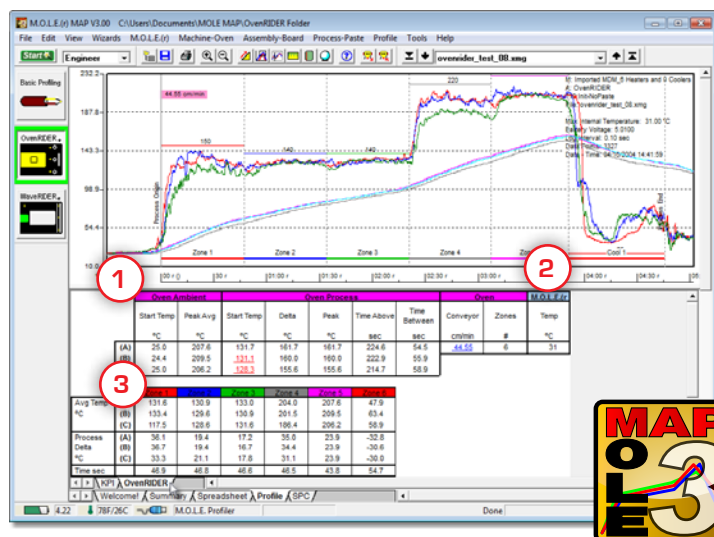 M.O.L.E.(r) MAP V3.00 C:\Users\Documents\MOLE MAP\OvenRIDER Folder
File Edit View Wizards M.O.L.E.(r) Machine-Oven Assembly-Board Process-Paste Profile Tools Help
Start Engineer ovenrider_test_08.xmg
Basic Profiling
OvenRIDER
WaveRIDER
232.2
187.8
143.3
98.9
54.4
10.0
44.55 cm/min
150
140
140
220
Process Origin
Imported MDM_5 Heaters and 9 Coolers
OvenRIDER
InitNoPaste
ovenrider_test_08.xmg
Internal Temperature: 31.00 °C
Battery Voltage: 5.0100
Interval: 0.10 sec
Data 3327
Date - Time: 04/15/2004 14:41:59
Zone 1 Zone 2 Zone 3 Zone 4 Cool 1
00 r 0 30 r 01:00 r 01:30 r 02:00 r 02:30 r 03:00 r 04:00 r 04:30 r 05
1
2
3
Oven Ambient Oven Process Oven M.O.L.E.(r)
Start Temp Peak Avg Start Temp Delta Peak Time Above Time Between Conveyor Zones Temp
°C °C °C °C °C sec sec cm/min # °C
(A) 25.0 207.6 131.7 161.7 161.7 224.6 54.5 44.55 6 31
(B) 24.4 209.5 131.1 160.0 160.0 222.9 55.9
25.0 206.2 128.3 155.6 155.6 214.7 58.9
Zone 1 Zone 2 Zone 3 Zone 4 Zone 5 Zone 6
Avg Temp 131.6 130.9 133.0 204.0 207.6 47.9
°C (B) 133.4 129.6 130.9 201.5 209.5 63.4
(C) 117.5 128.6 131.6 186.4 206.2 58.9
Process (A) 36.1 19.4 17.2 35.0 23.9 -32.8
Delta (B) 36.7 19.4 16.7 34.4 23.9 -30.6
°C (C) 33.3 21.1 17.8 31.1 23.9 -30.0
Time sec 46.9 46.8 46.6 46.5 43.8 54.7
KPI OvenRIDER
Welcome! Summary Spreadsheet Profile SPC
4.22 78F/26C M.O.L.E. Profiler Done
MAP
MOLE
3